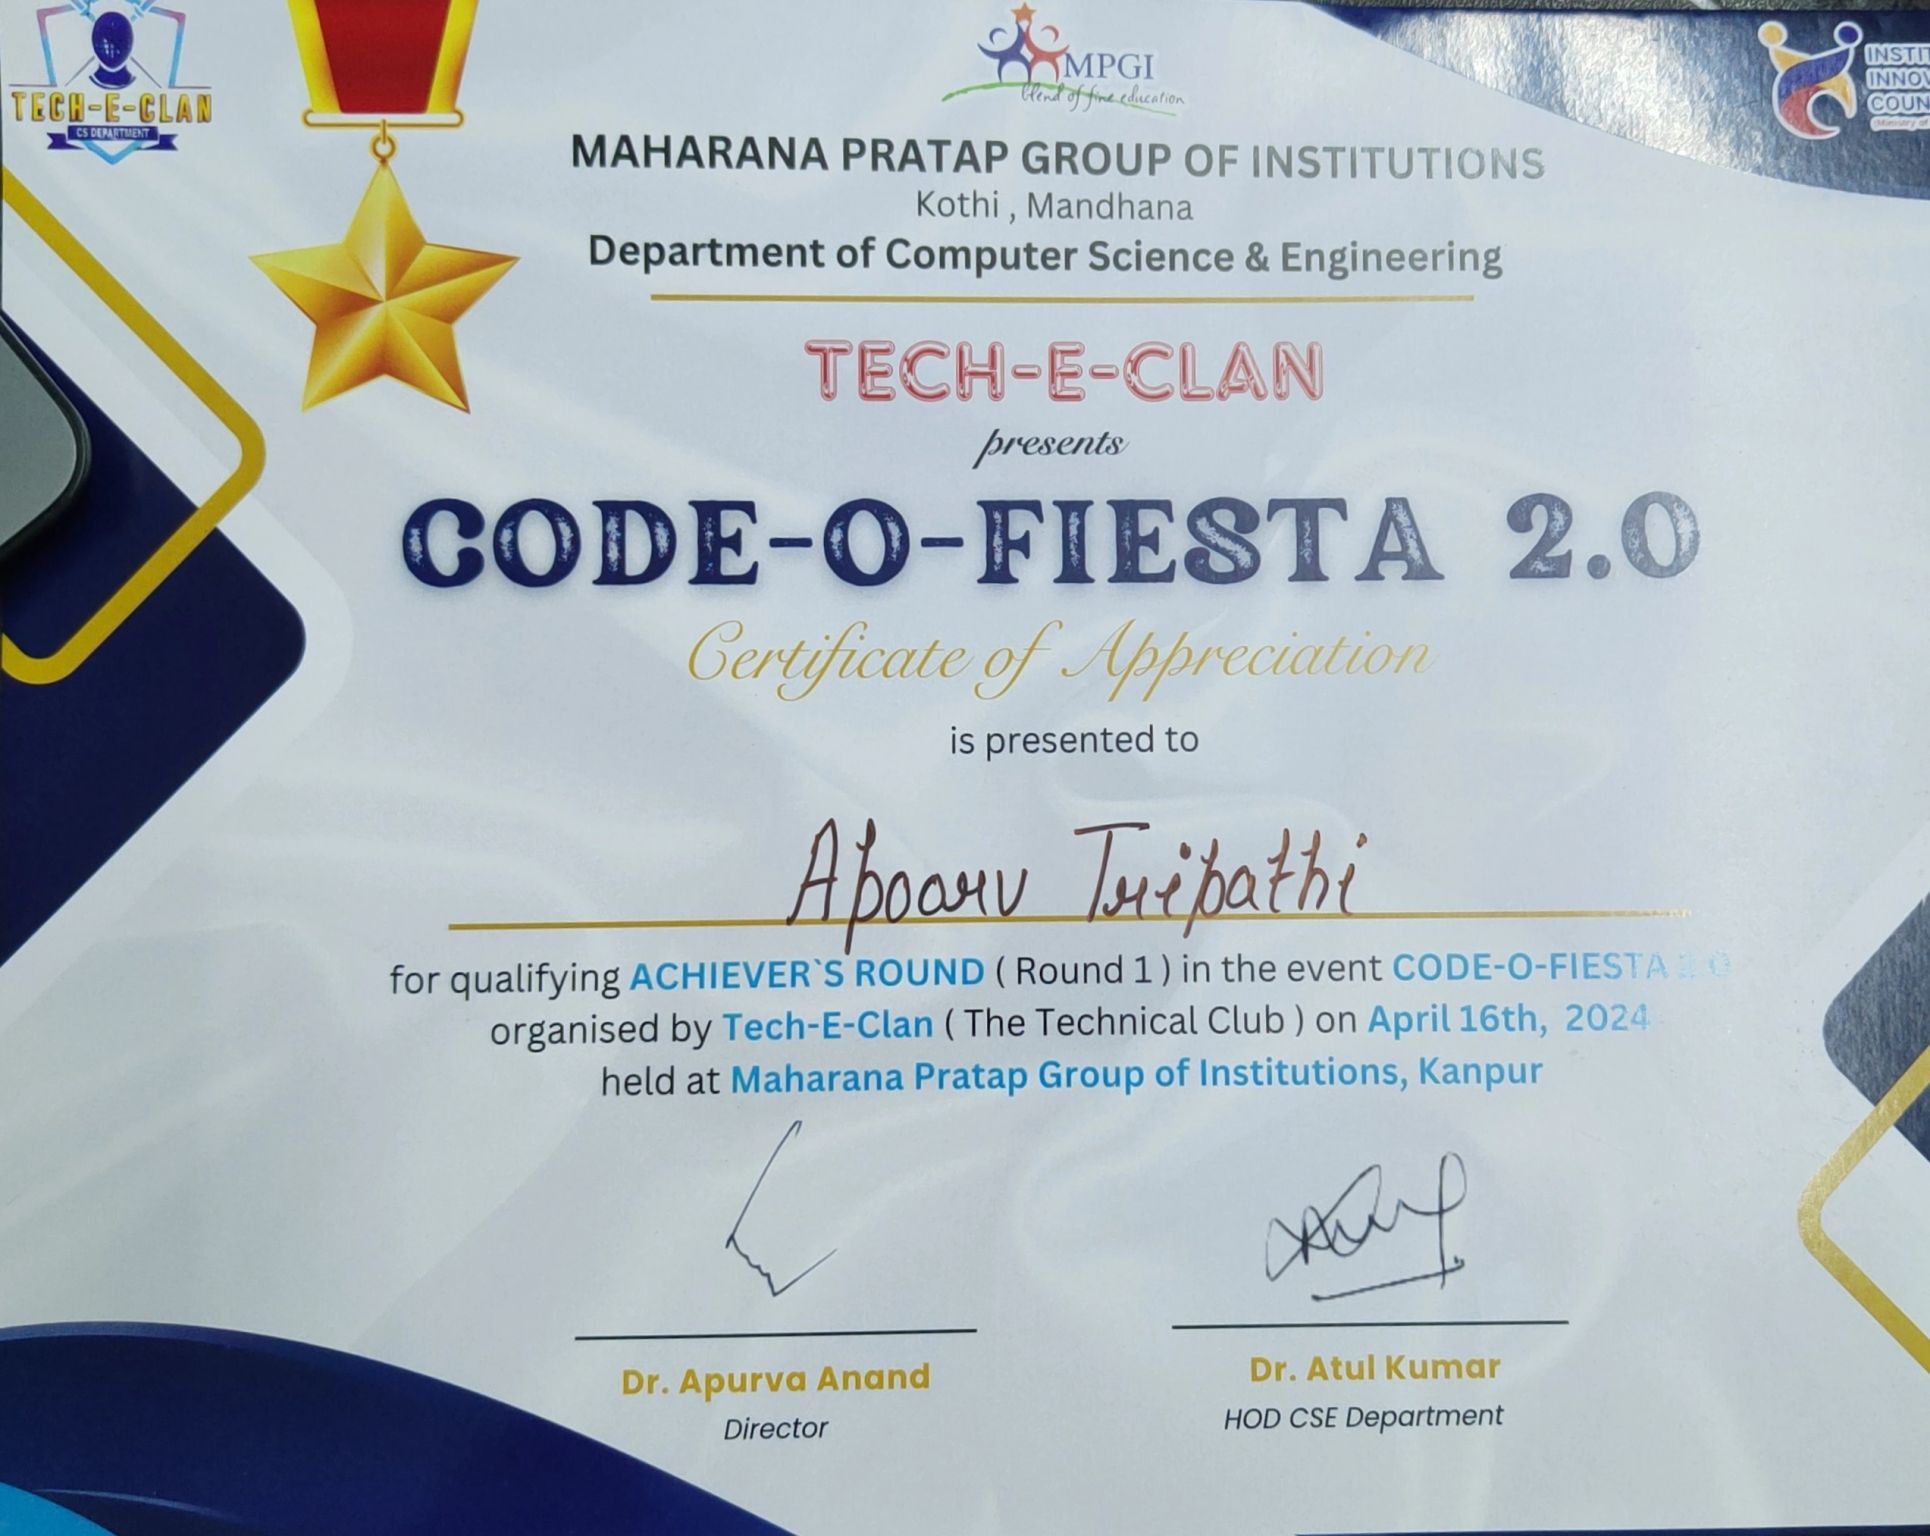 TECH-E-CLAN
CS DEPARTMENT
MPGI
blend of fine education
INSTIT
INNOV
COUN
MAHARANA PRATAP GROUP OF INSTITUTIONS
Kothi , Mandhana
Department of Computer Science & Engineering
TECH-E-CLAN
presents
CODE-O-FIESTA 2.0
Certificate of Appreciation
is presented to
Apoorv Tripathi
for qualifying ACHIEVER`S ROUND ( Round 1 ) in the event CODE-O-FIESTA 2.0
organised by Tech-E-Clan ( The Technical Club ) on April 16th, 2024
held at Maharana Pratap Group of Institutions, Kanpur
Dr. Apurva Anand
Director
Dr. Atul Kumar
HOD CSE Department